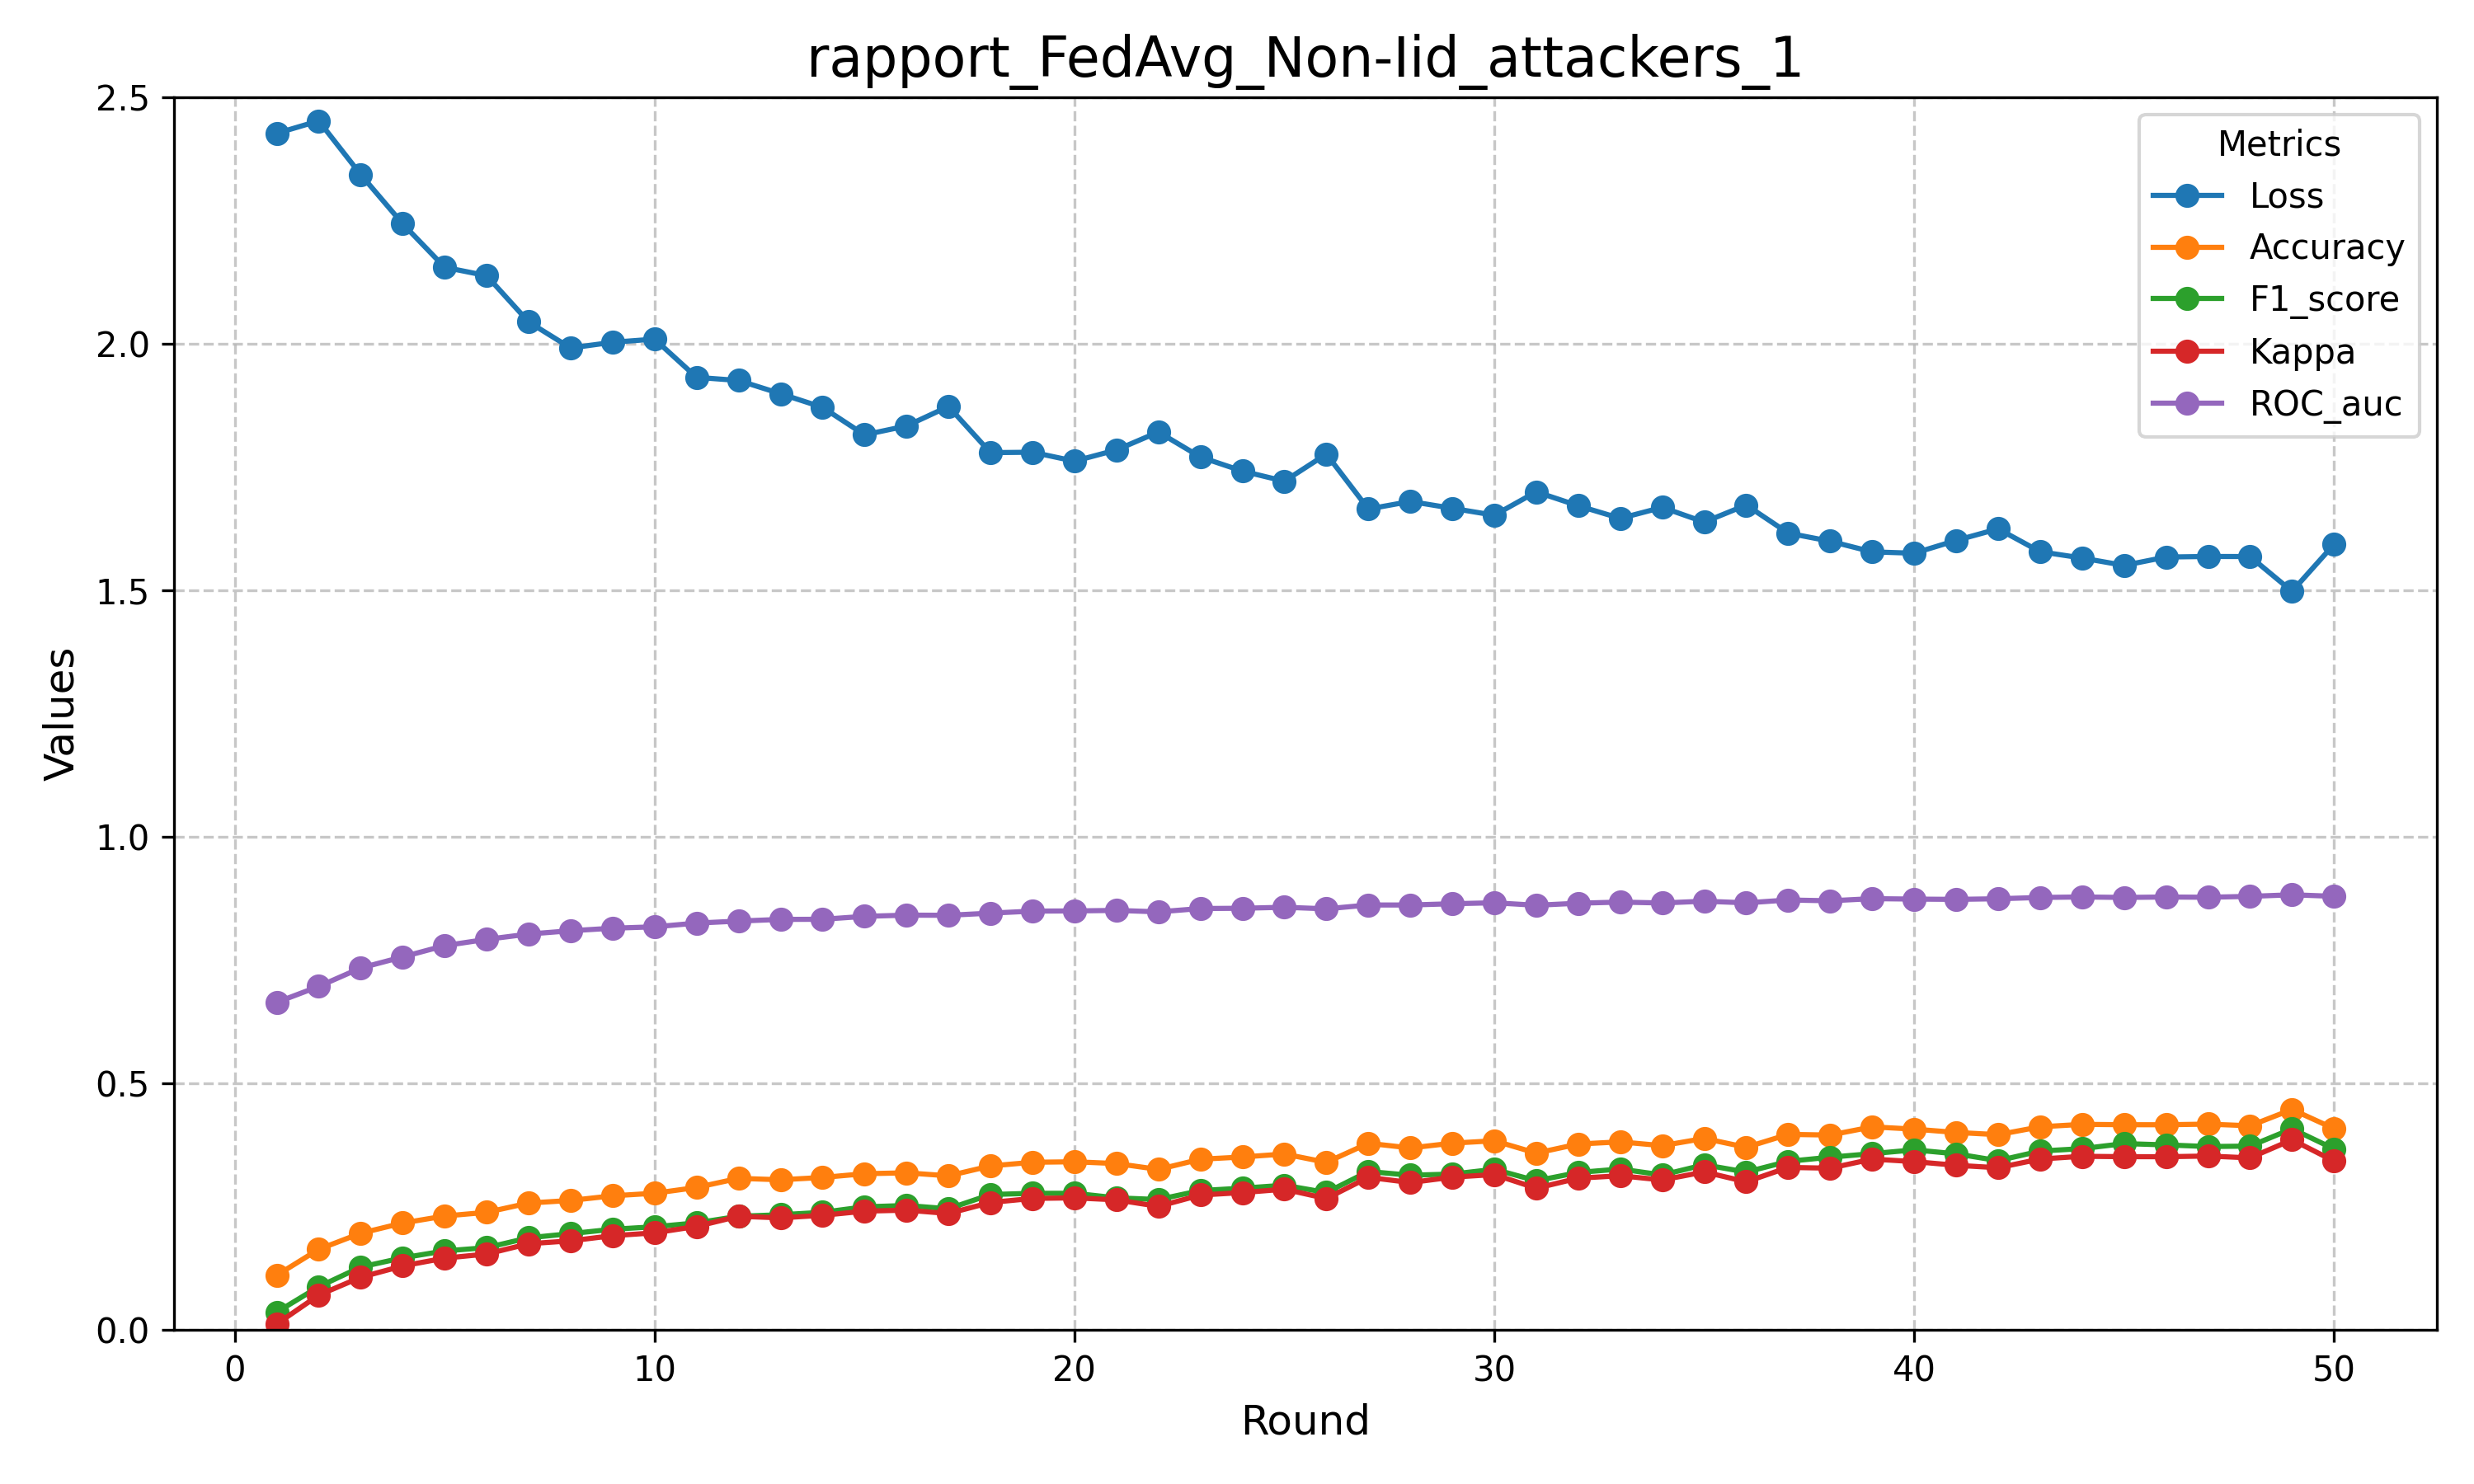 rapport_FedAvg_Non-Iid_attackers_1
Metrics
Loss
Accuracy
F1_score
Kappa
ROC_auc
Values
2.5
2.0
1.5
1.0
0.5
0.0
0 10 20 30 40 50
Round